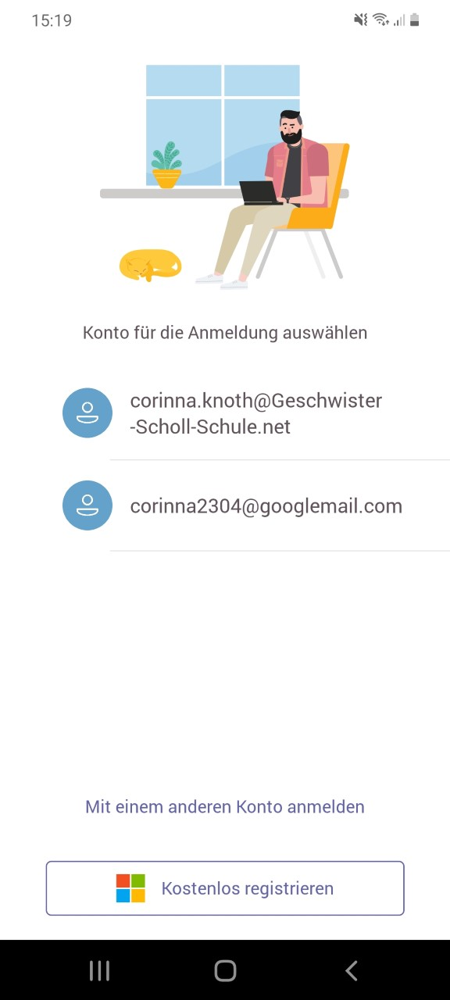 15:19
Konto für die Anmeldung auswählen
corinna.knoth@Geschwister
-Scholl-Schule.net
corinna2304@googlemail.com
Mit einem anderen Konto anmelden
Kostenlos registrieren